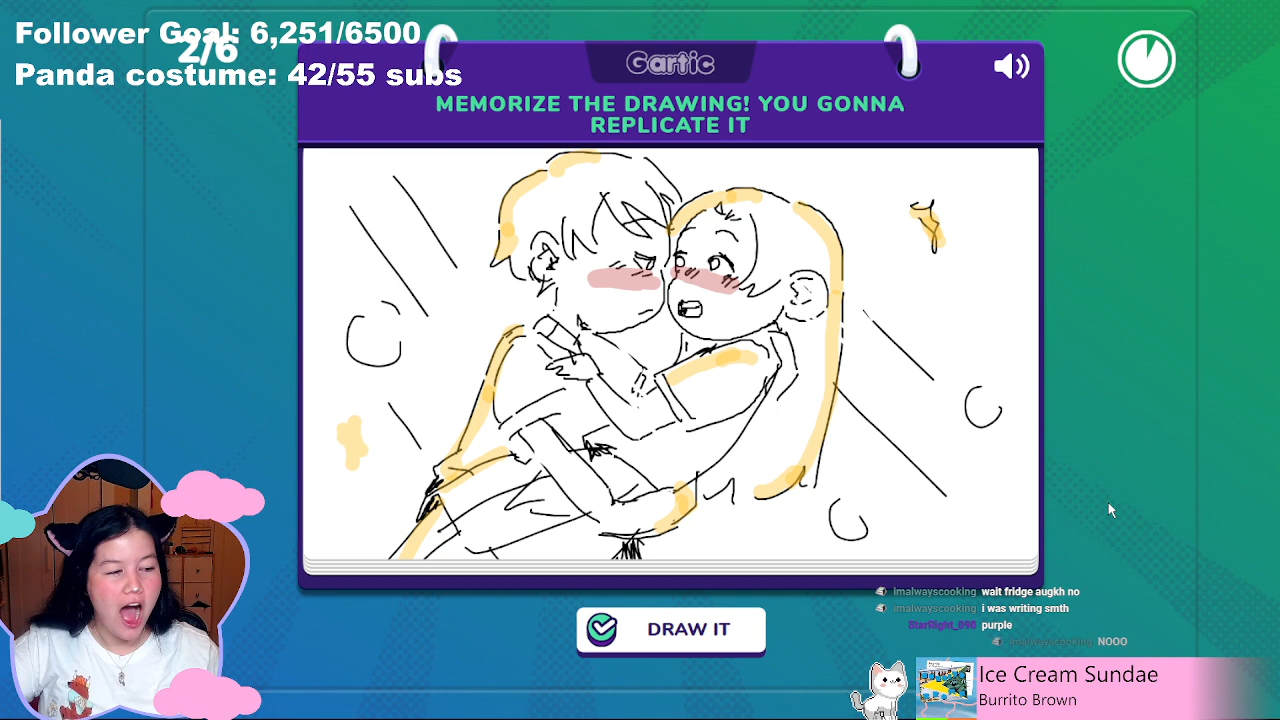 Follower Goal: 6,251/6500
2/6
Panda costume: 42/55 subs
Gartic
MEMORIZE THE DRAWING! YOU GONNA
REPLICATE IT
DRAW IT
imalwayscooking wait fridge augkh no
imalwayscooking i was writing smth
StarRight_098 purple
imalwayscooking NOOO
Ice Cream Sundae
Burrito Brown